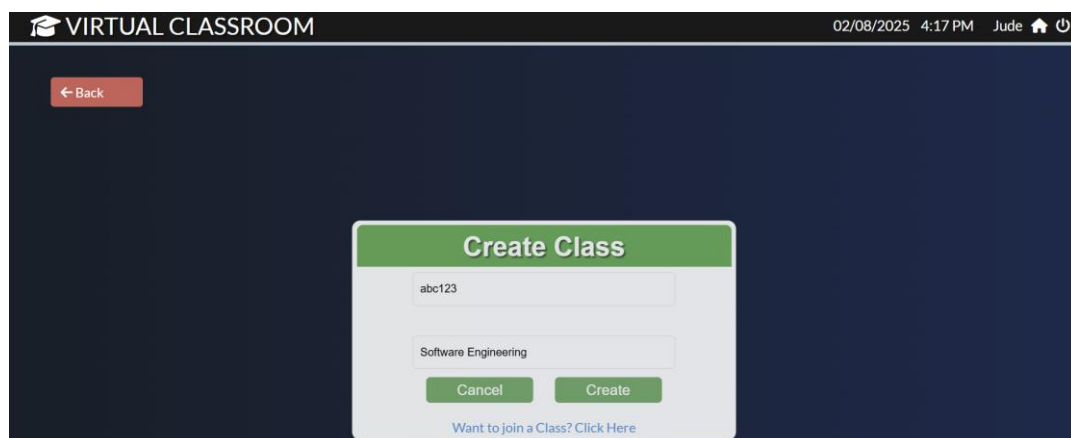 VIRTUAL CLASSROOM 02/08/2025 4:17 PM Jude
Back
Create Class
abc123
Software Engineering
Cancel Create
Want to join a Class? Click Here